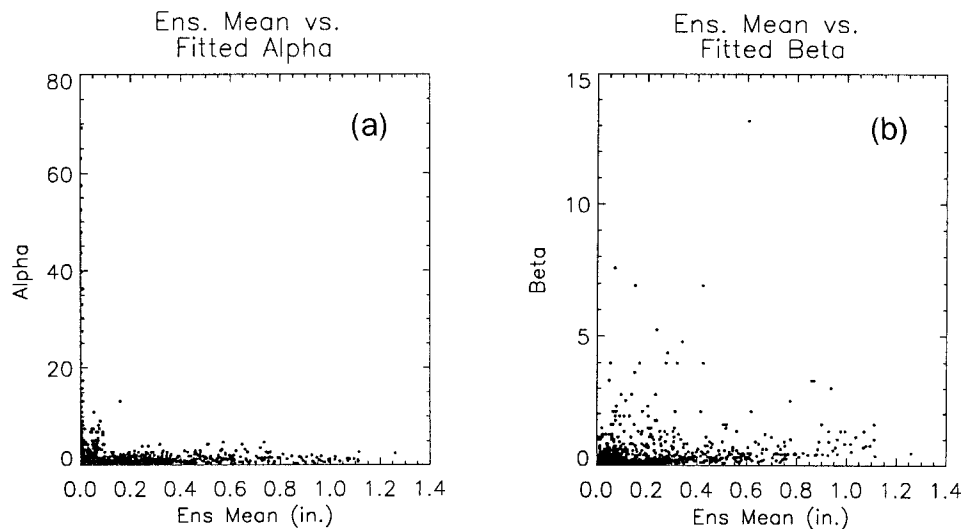 Ens. Mean vs.
Fitted Alpha
(a)
80
60
40
20
0
Alpha
0.0 0.2 0.4 0.6 0.8 1.0 1.2 1.4
Ens Mean (in.)
Ens. Mean vs.
Fitted Beta
(b)
15
10
5
0
Beta
0.0 0.2 0.4 0.6 0.8 1.0 1.2 1.4
Ens Mean (in.)